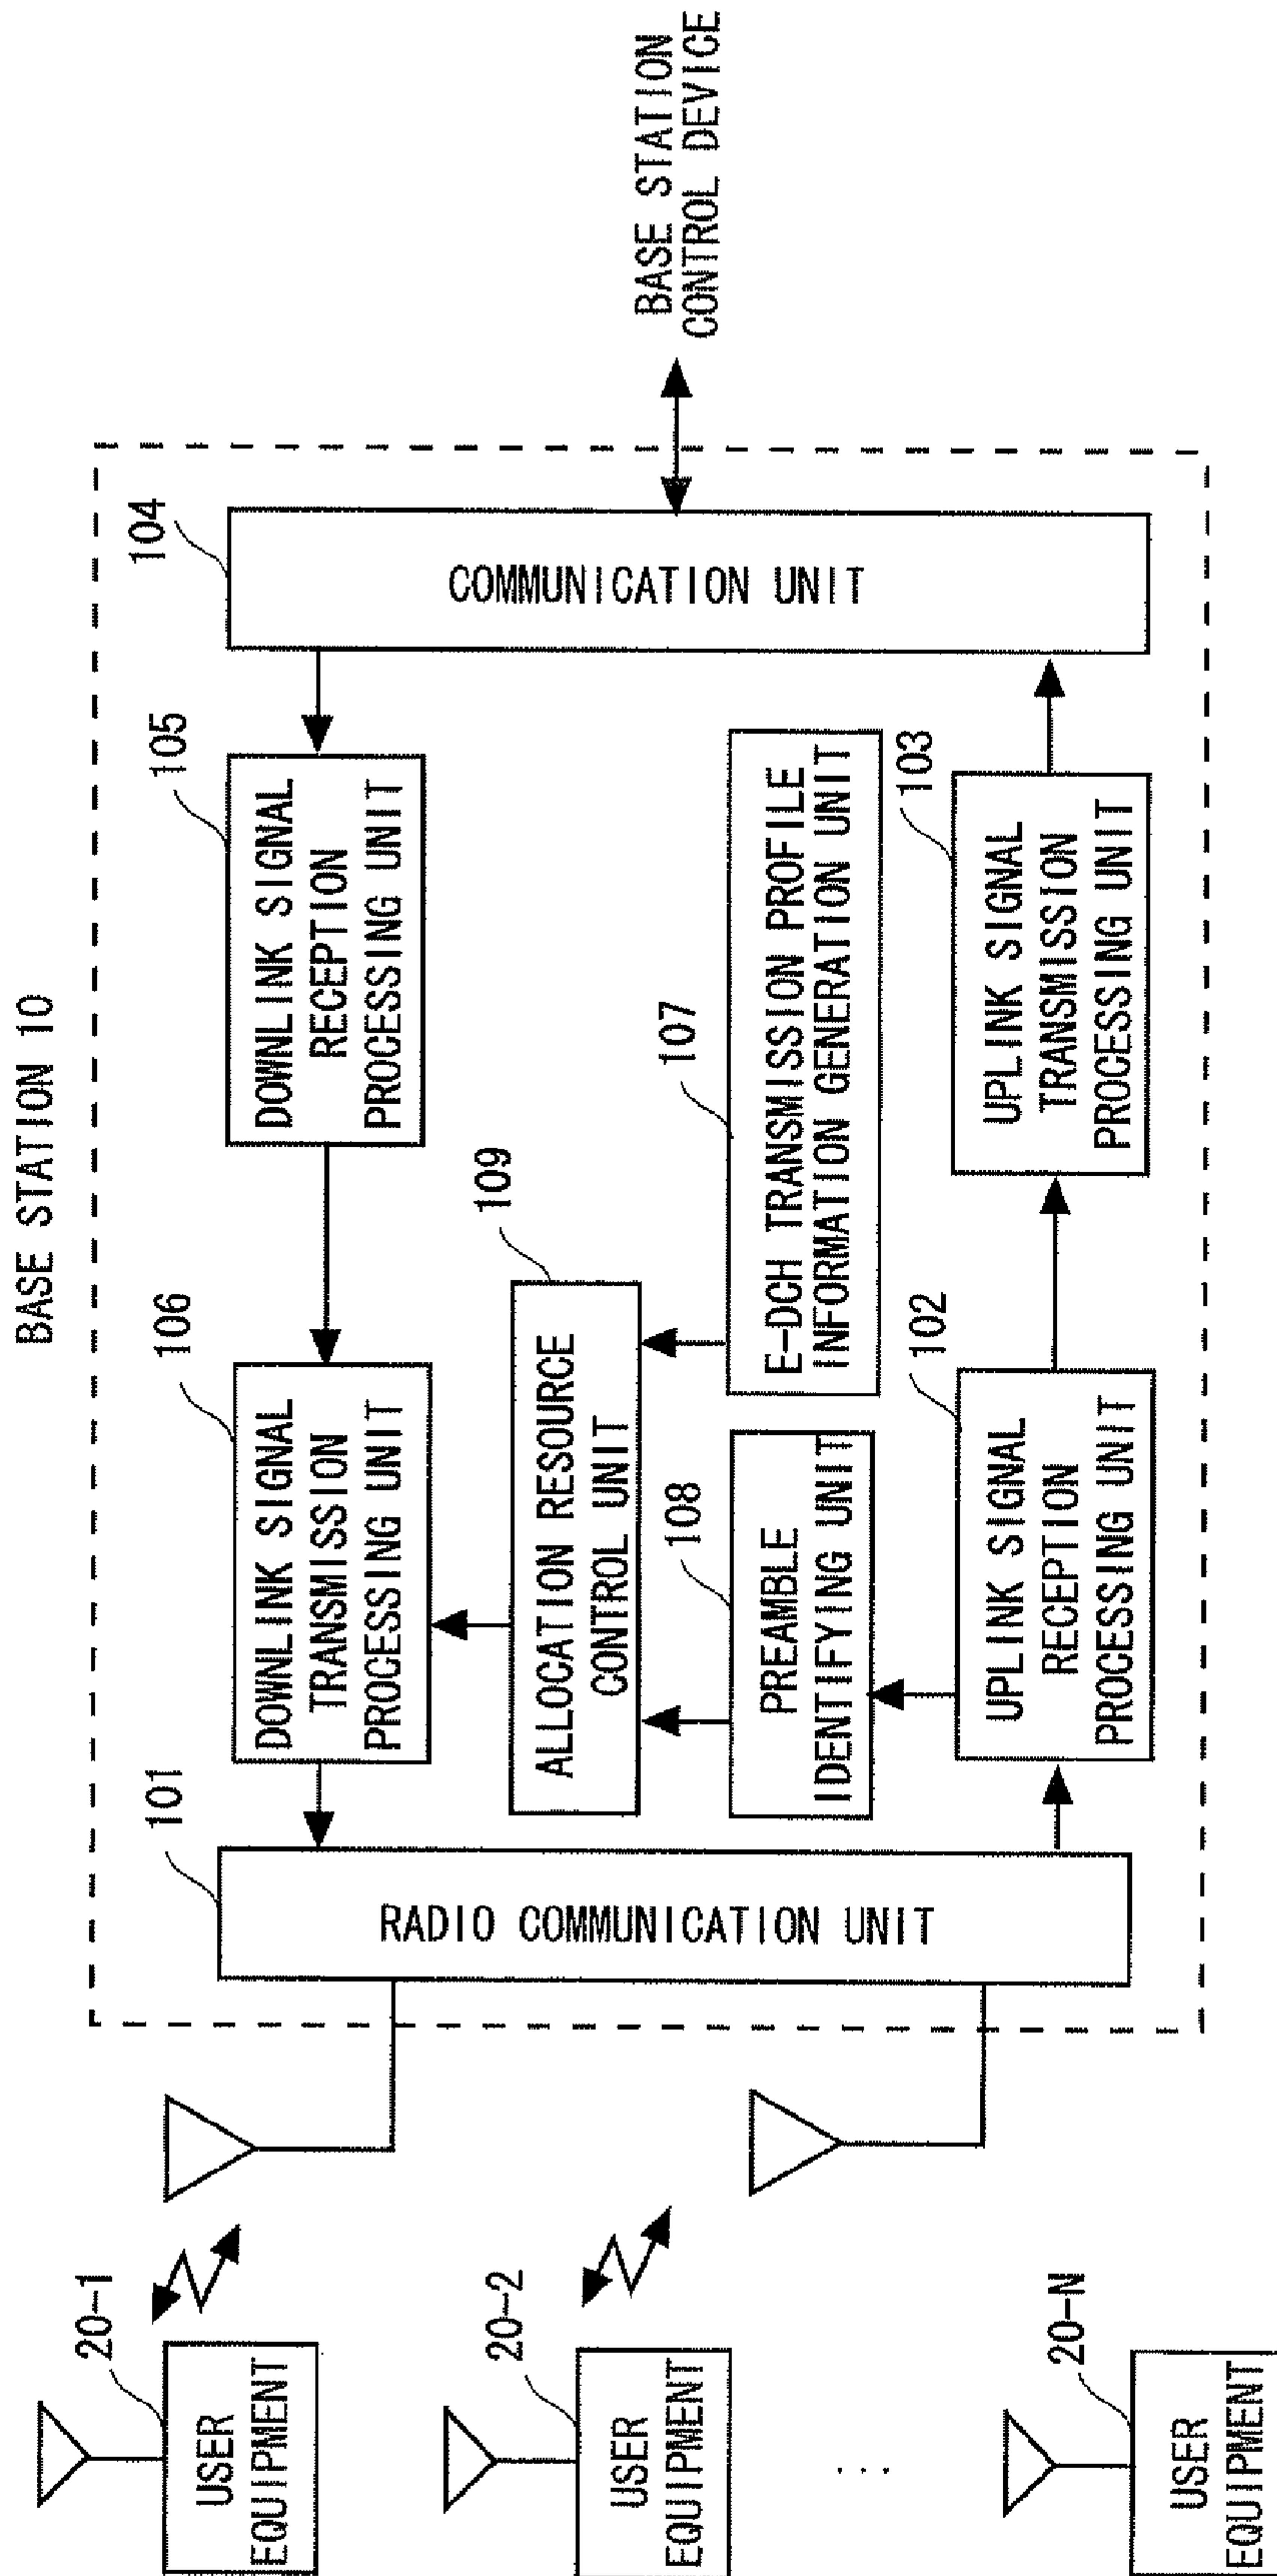 BASE STATION 10
20-1
USER
EQUIPMENT
20-2
USER
EQUIPMENT
...
20-N
USER
EQUIPMENT
101
RADIO COMMUNICATION UNIT
106
DOWNLINK SIGNAL
TRANSMISSION
PROCESSING UNIT
105
DOWNLINK SIGNAL
RECEPTION
PROCESSING UNIT
104
COMMUNICATION UNIT
109
ALLOCATION RESOURCE
CONTROL UNIT
108
PREAMBLE
IDENTIFYING UNIT
107
E-DCH TRANSMISSION PROFILE
INFORMATION GENERATION UNIT
102
UPLINK SIGNAL
RECEPTION
PROCESSING UNIT
103
UPLINK SIGNAL
TRANSMISSION
PROCESSING UNIT
BASE STATION
CONTROL DEVICE